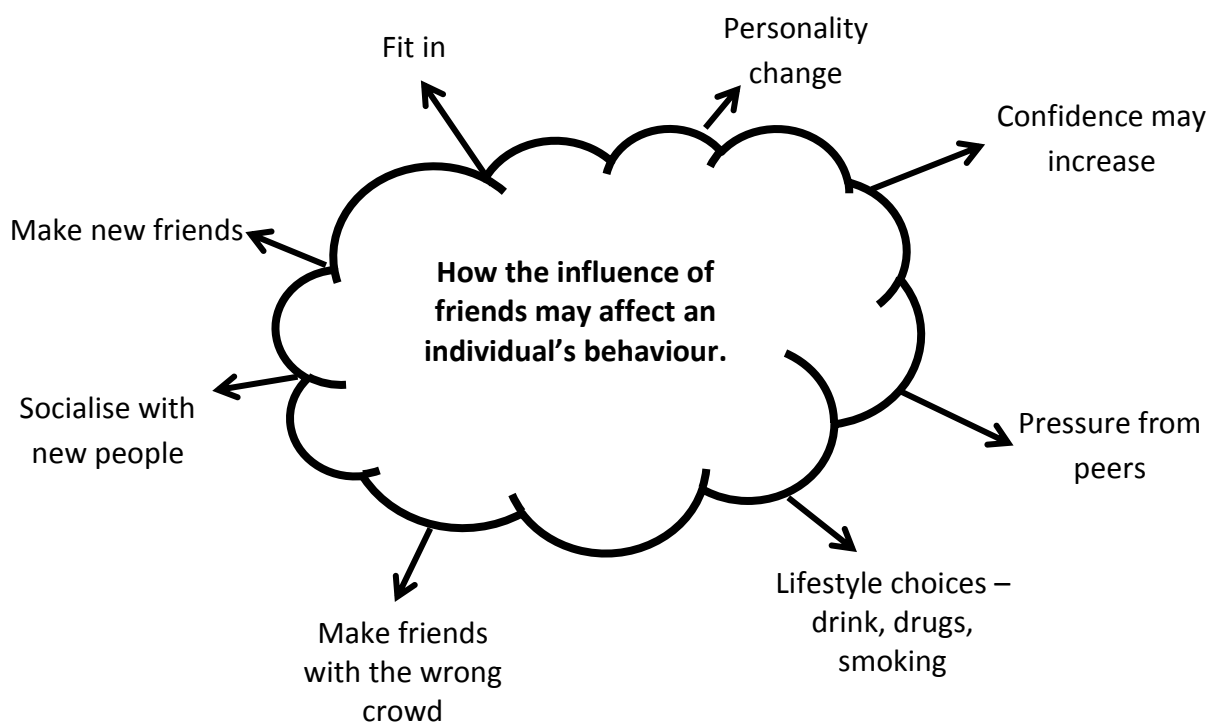 Fit in
Personality
change
Confidence may
increase
Make new friends
How the influence of
friends may affect an
individual’s behaviour.
Socialise with
new people
Pressure from
peers
Lifestyle choices –
drink, drugs,
smoking
Make friends
with the wrong
crowd